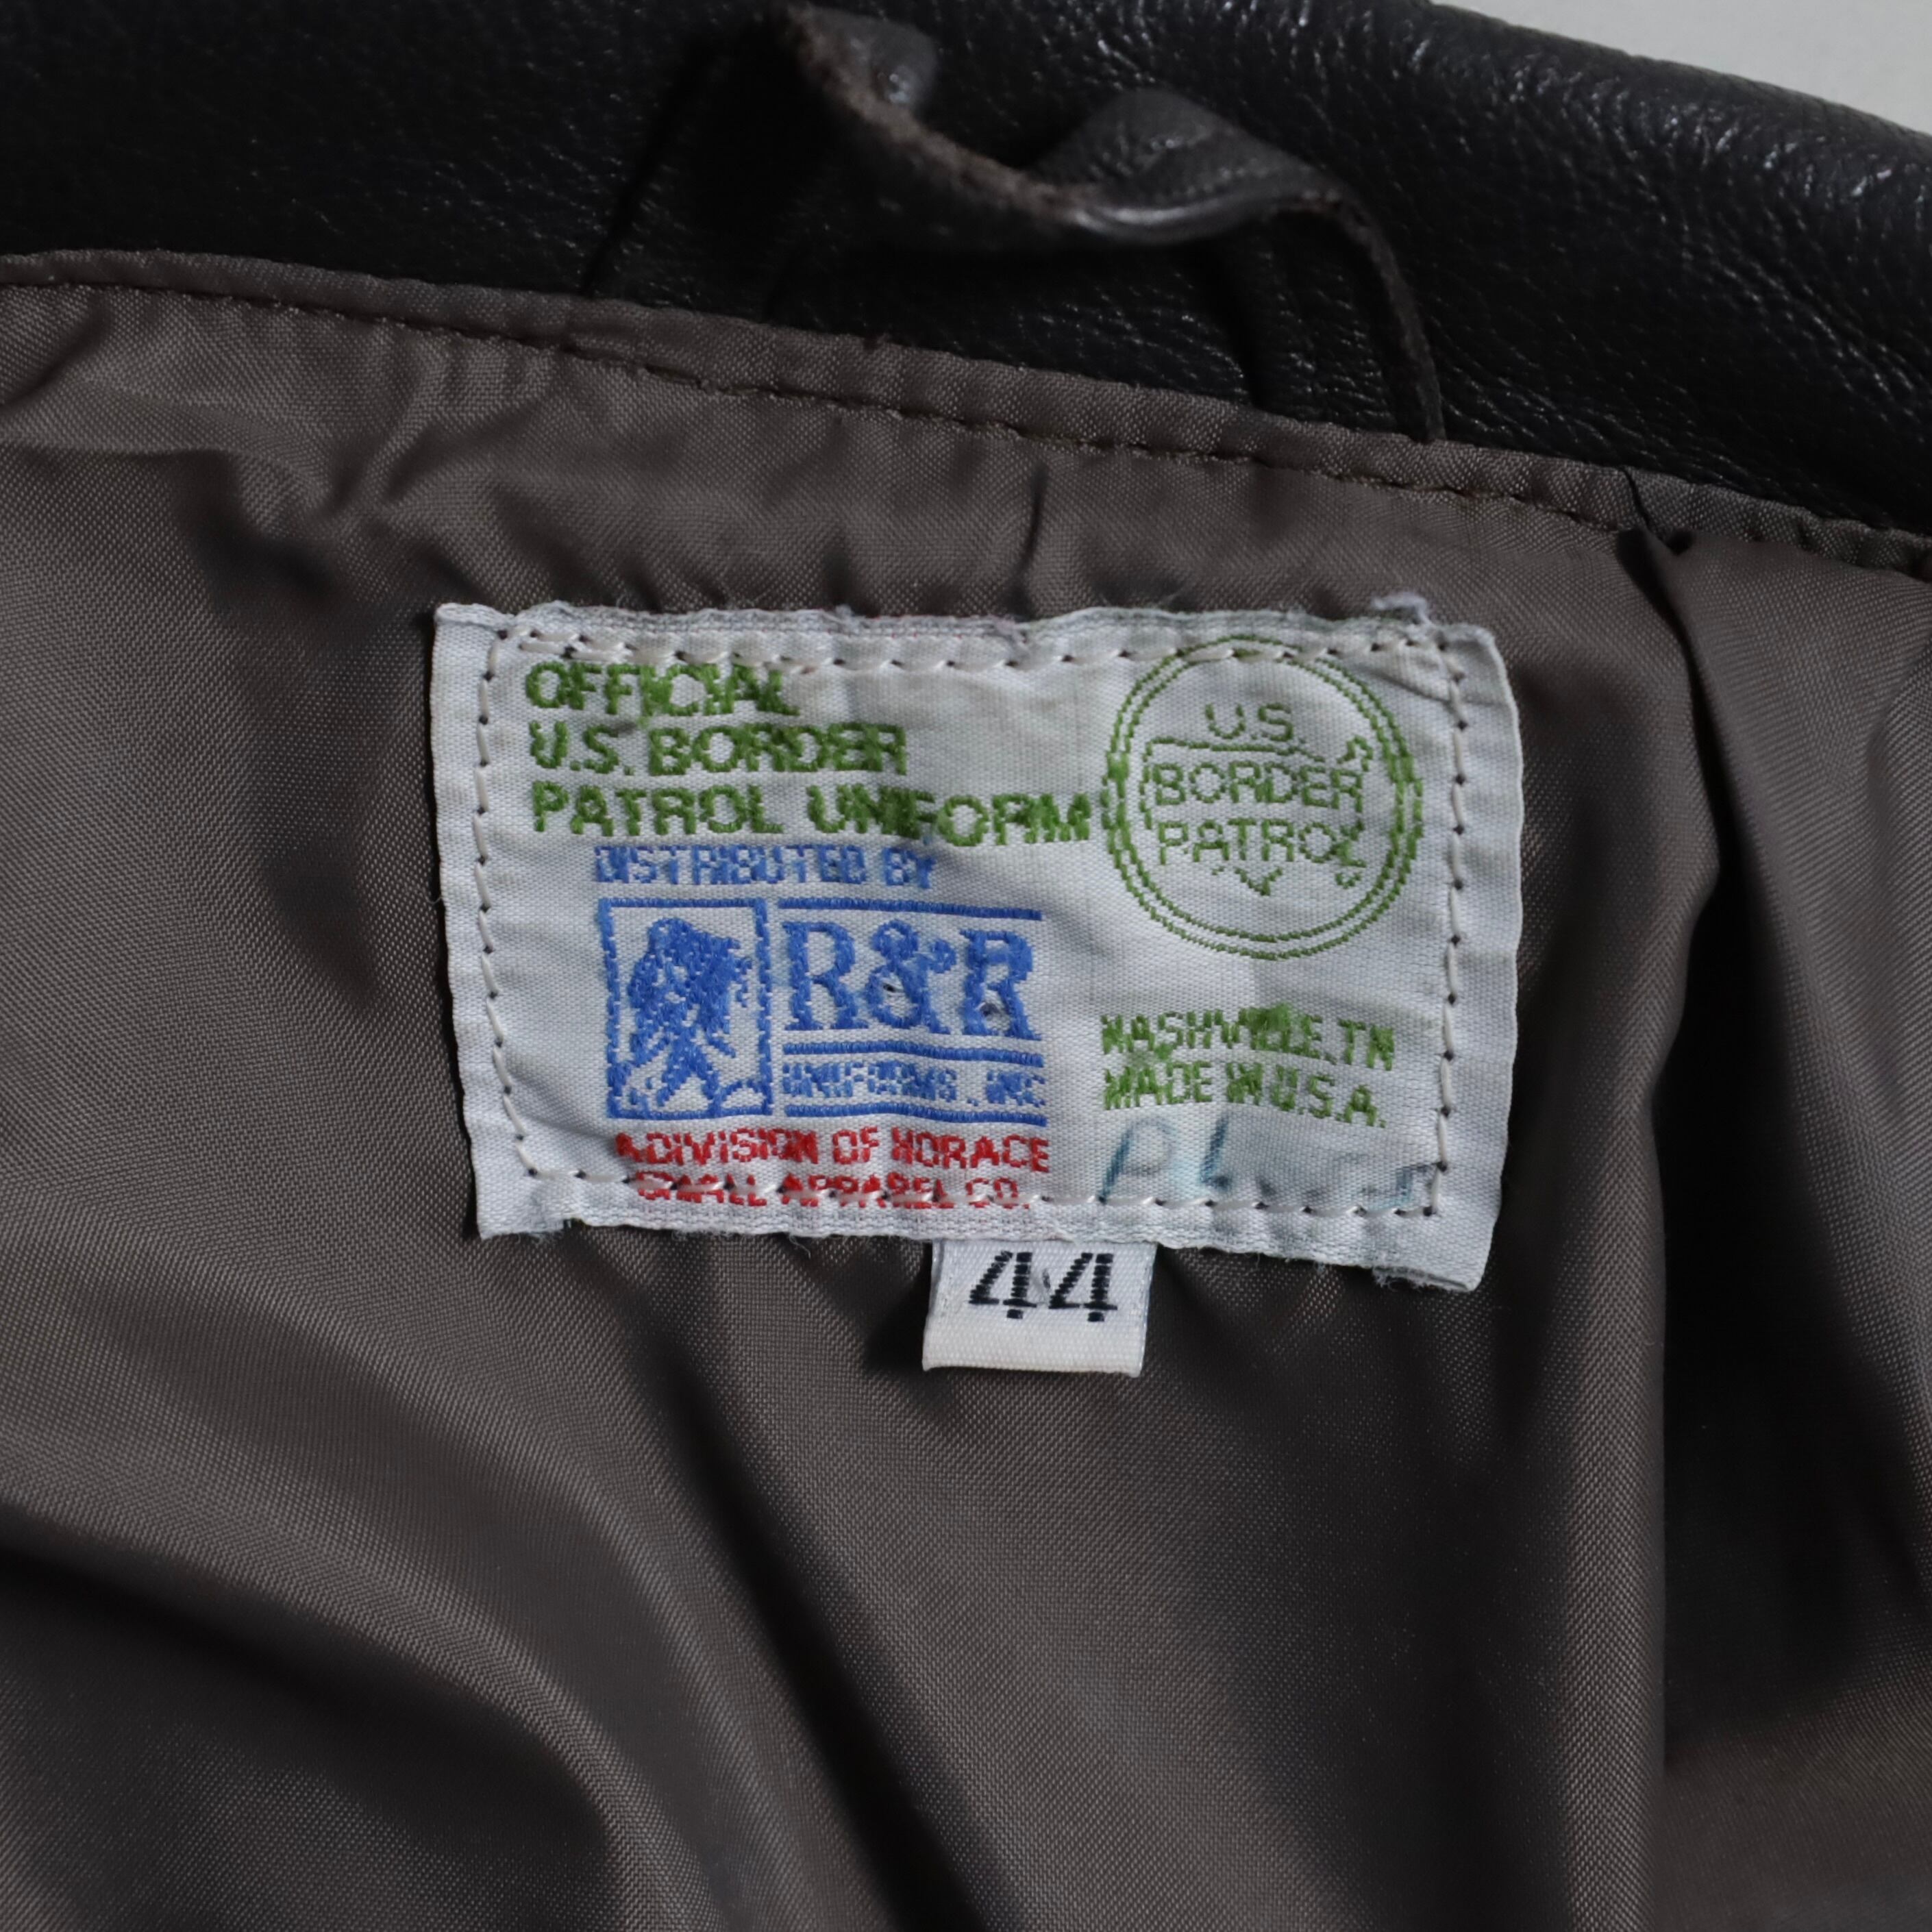 OFFICIAL
U.S. BORDER
PATROL UNIFORM
U.S.
BORDER
PATROL
DISTRIBUTED BY
R&R
UNIFORMS, INC.
NASHVILLE, TN
MADE IN U.S.A.
A DIVISION OF HORACE
SMALL APPAREL CO.
44